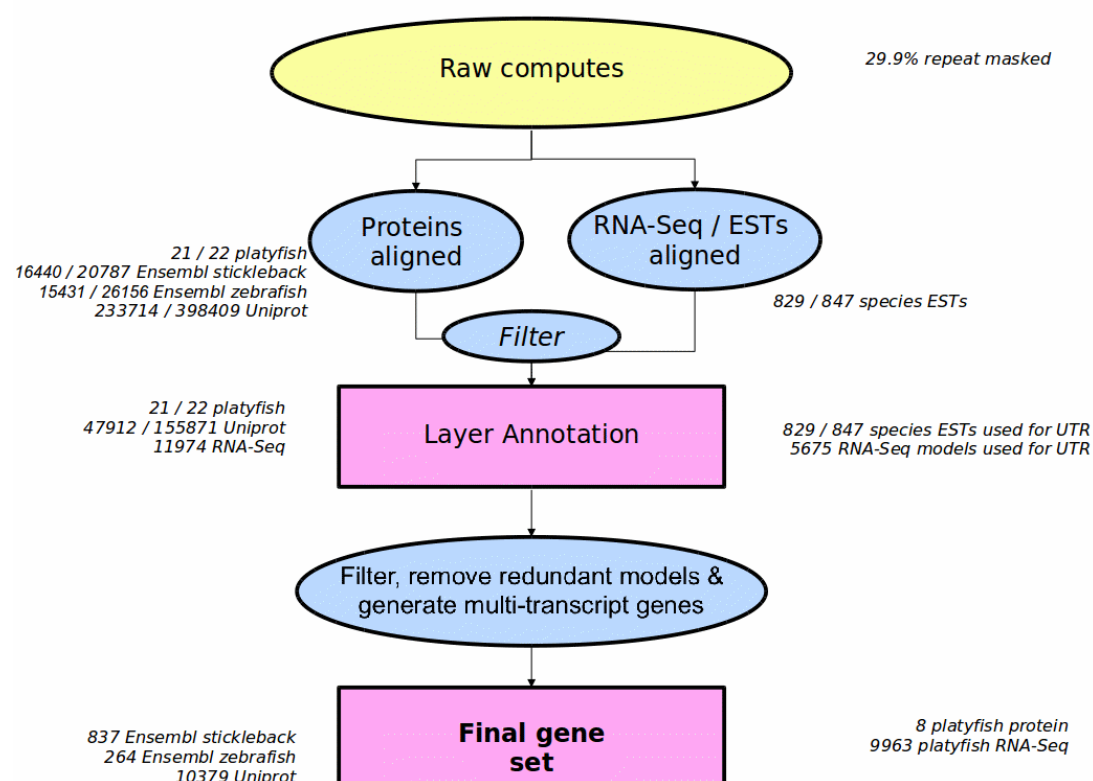 Raw computes
29.9% repeat masked
Proteins
aligned
RNA-Seq / ESTs
aligned
21 / 22 platyfish
16440 / 20787 Ensembl stickleback
15431 / 26156 Ensembl zebrafish
233714 / 398409 Uniprot
829 / 847 species ESTs
Filter
21 / 22 platyfish
47912 / 155871 Uniprot
11974 RNA-Seq
Layer Annotation
829 / 847 species ESTs used for UTR
5675 RNA-Seq models used for UTR
Filter, remove redundant models &
generate multi-transcript genes
837 Ensembl stickleback
264 Ensembl zebrafish
10379 Uniprot
Final gene
set
8 platyfish protein
9963 platyfish RNA-Seq